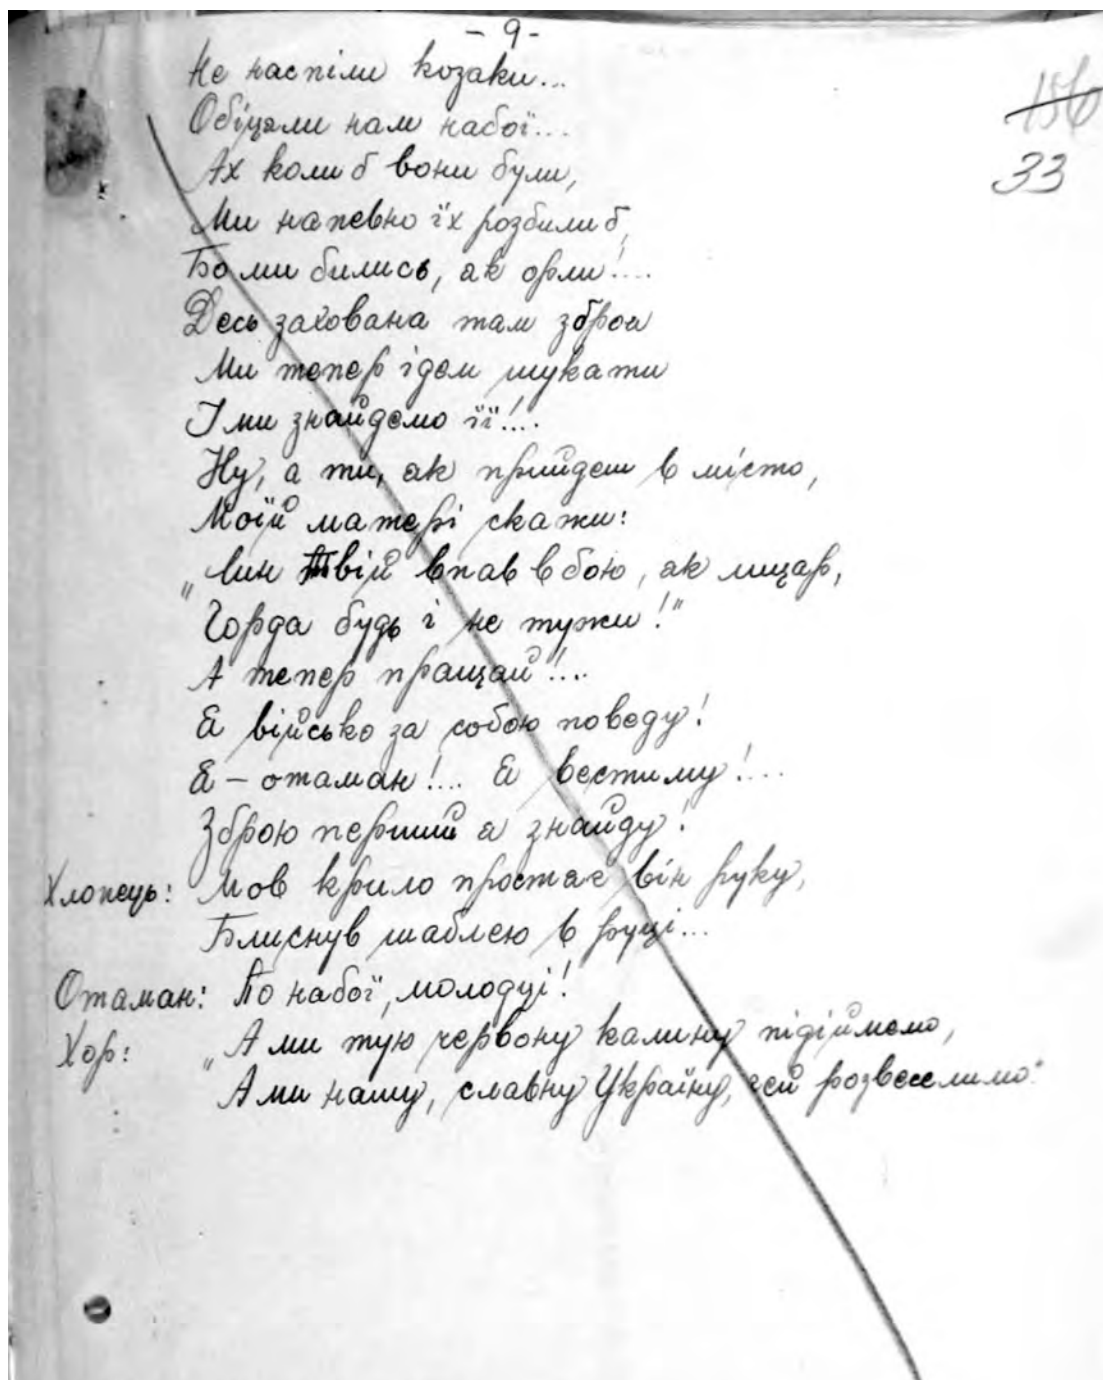 - 9 -
156
33
Не наспіли козаки...
Обіцяли нам набої...
Ах коли б вони були,
Ми напевно їх розбили б,
Бо ми бились, як орли!...
Десь захована там зброя
Ми тепер ідем шукати
І ми знайдемо її!...
Ну, а ти, як прийдеш в місто,
Моїй матері скажи:
"Син Твій впав в бою, як лицар,
Горда будь і не тужи!"
А тепер пращай!...
Я військо за собою поведу!
Я – отаман!... Я вестиму!...
Зброю перший я знайду!
Хлопець: Мов крило простяг він руку,
Блиснув шаблею в руці...
Отаман: По набої, молодці!
Хор: "А ми тую червону калину підіймемо,
А ми нашу, славну Україну, гей розвеселимо"